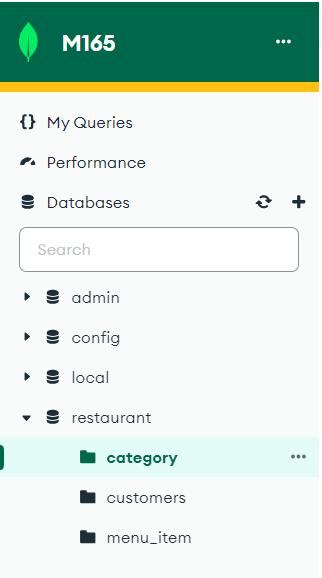 M165
My Queries
Performance
Databases
Search
admin
config
local
restaurant
category
customers
menu_item